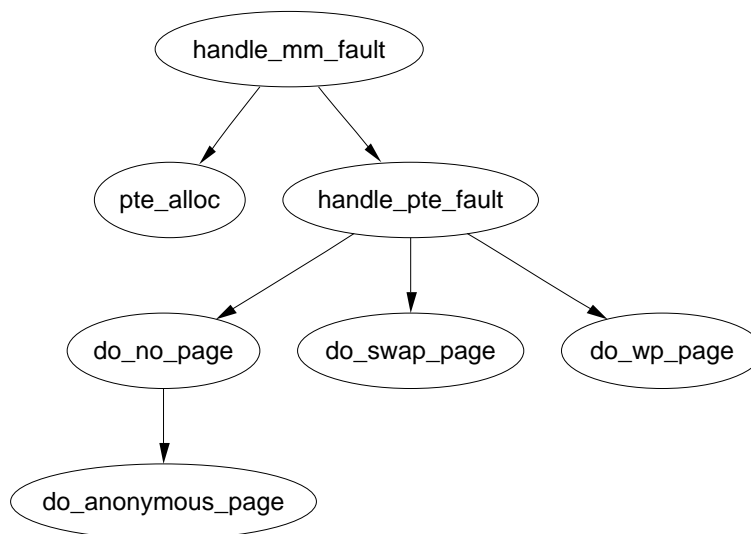 handle_mm_fault
pte_alloc
handle_pte_fault
do_no_page
do_swap_page
do_wp_page
do_anonymous_page